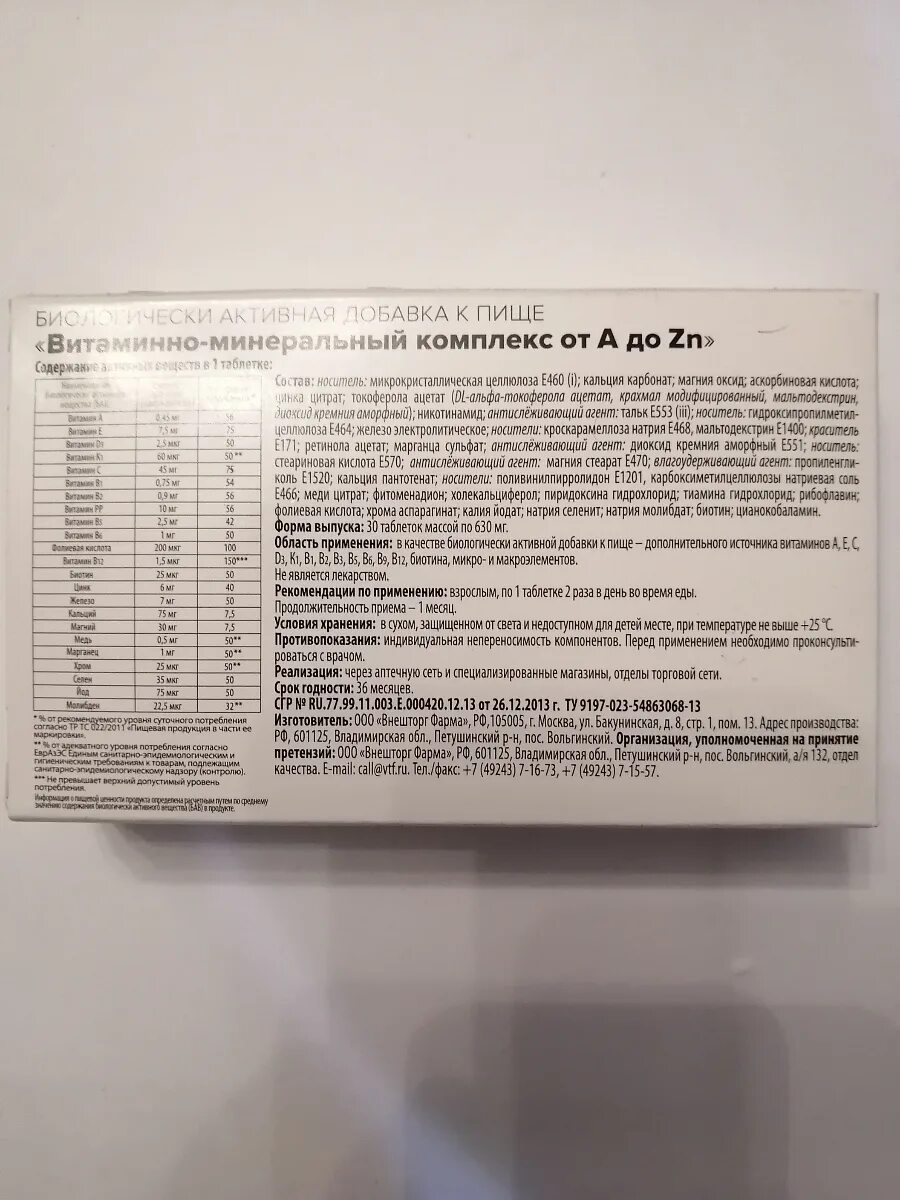 БИОЛОГИЧЕСКИ АКТИВНАЯ ДОБАВКА К ПИЩЕ
«Витаминно-минеральный комплекс от А до Zn»
Содержание активных веществ в 1 таблетке:
Витамин А 0,45 мг 56
Витамин Е 7,5 мг 75
Витамин D3 2,5 мкг 50
Витамин К1 60 мкг 50**
Витамин С 45 мг 75
Витамин В1 0,75 мг 54
Витамин В2 0,9 мг 56
Витамин РР 10 мг 56
Витамин В5 2,5 мг 42
Витамин В6 1 мг 50
Фолиевая кислота 200 мкг 100
Витамин В12 1,5 мкг 150***
Биотин 25 мкг 50
Цинк 6 мг 40
Железо 7 мг 50
Кальций 75 мг 7,5
Магний 30 мг 7,5
Медь 0,5 мг 50**
Марганец 1 мг 50**
Хром 25 мкг 50**
Селен 35 мкг 50
Йод 75 мкг 50
Молибден 22,5 мкг 32**
* % от рекомендуемого уровня суточного потребления
согласно ТР ТС 022/2011 «Пищевая продукция в части ее
маркировки».
** % от адекватного уровня потребления согласно
ЕврАзЭС Единым санитарно-эпидемиологическим и
гигиеническим требованиям к товарам, подлежащим
санитарно-эпидемиологическому надзору (контролю).
*** Не превышает верхний допустимый уровень
потребления.
Информация о пищевой ценности продукта определена расчетным путем по среднему
значению содержания биологически активного вещества (БАВ) в продукте.
Состав: носитель: микрокристаллическая целлюлоза Е460 (i); кальция карбонат; магния оксид; аскорбиновая кислота;
цинка цитрат; токоферола ацетат (DL-альфа-токоферола ацетат, крахмал модифицированный, мальтодекстрин,
диоксид кремния аморфный); никотинамид; антислёживающий агент: тальк Е553 (iii); носитель: гидроксипропилметил-
целлюлоза Е464; железо электролитическое; носители: кроскарамеллоза натрия Е468, мальтодекстрин Е1400; краситель
Е171; ретинола ацетат; марганца сульфат; антислёживающий агент: диоксид кремния аморфный Е551; носитель:
стеариновая кислота Е570; антислёживающий агент: магния стеарат Е470; влагоудерживающий агент: пропиленгли-
коль Е1520; кальция пантотенат; носители: поливинилпирролидон Е1201, карбоксиметилцеллюлозы натриевая соль
Е466; меди цитрат; фитоменадион; холекальциферол; пиридоксина гидрохлорид; тиамина гидрохлорид; рибофлавин;
фолиевая кислота; хрома аспарагинат; калия йодат; натрия селенит; натрия молибдат; биотин; цианокобаламин.
Форма выпуска: 30 таблеток массой по 630 мг.
Область применения: в качестве биологически активной добавки к пище – дополнительного источника витаминов А, Е, С,
D3, К1, В1, В2, В3, В5, В6, В9, В12, биотина, микро- и макроэлементов.
Не является лекарством.
Рекомендации по применению: взрослым, по 1 таблетке 2 раза в день во время еды.
Продолжительность приема – 1 месяц.
Условия хранения: в сухом, защищенном от света и недоступном для детей месте, при температуре не выше +25 °С.
Противопоказания: индивидуальная непереносимость компонентов. Перед применением необходимо проконсульти-
роваться с врачом.
Реализация: через аптечную сеть и специализированные магазины, отделы торговой сети.
Срок годности: 36 месяцев.
СГР № RU.77.99.11.003.Е.000420.12.13 от 26.12.2013 г. ТУ 9197-023-54863068-13
Изготовитель: ООО «Внешторг Фарма», РФ,105005, г. Москва, ул. Бакунинская, д. 8, стр. 1, пом. 13. Адрес производства:
РФ, 601125, Владимирская обл., Петушинский р-н, пос. Вольгинский. Организация, уполномоченная на принятие
претензий: ООО «Внешторг Фарма», РФ, 601125, Владимирская обл., Петушинский р-н, пос. Вольгинский, а/я 132, отдел
качества. E-mail: call@vtf.ru. Тел./факс: +7 (49243) 7-16-73, +7 (49243) 7-15-57.